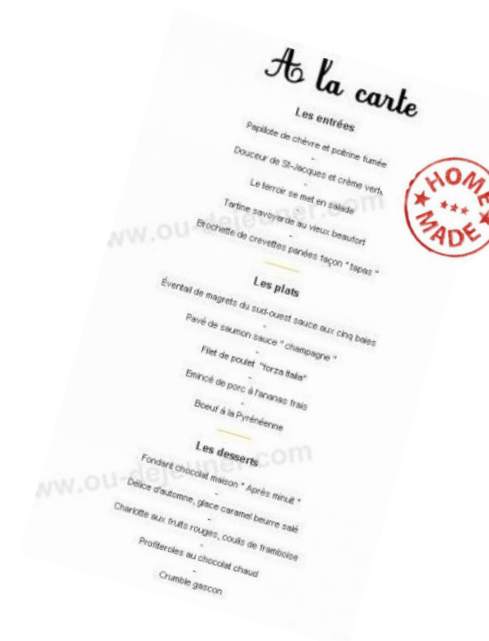 A la carte
Les entrées
Papillote de chèvre et poitrine fumée
-
Douceur de St-Jacques et crème verte
-
Le terroir se met en salade
-
Tartine savoyarde au vieux beaufort
-
Brochette de crevettes panées façon "tapas"
HOME MADE
www.ou-dejeuner.com
Les plats
Éventail de magrets du sud-ouest sauce aux cinq baies
-
Pavé de saumon sauce "champagne"
-
Filet de poulet "forza Italia"
-
Emincé de porc à l'ananas frais
-
Boeuf à la Pyrénéenne
Les desserts
Fondant chocolat maison "Après minuit"
-
Délice d'automne, glace caramel beurre salé
-
Charlotte aux fruits rouges, coulis de framboise
-
Profiteroles au chocolat chaud
-
Crumble gascon
www.ou-dejeuner.com